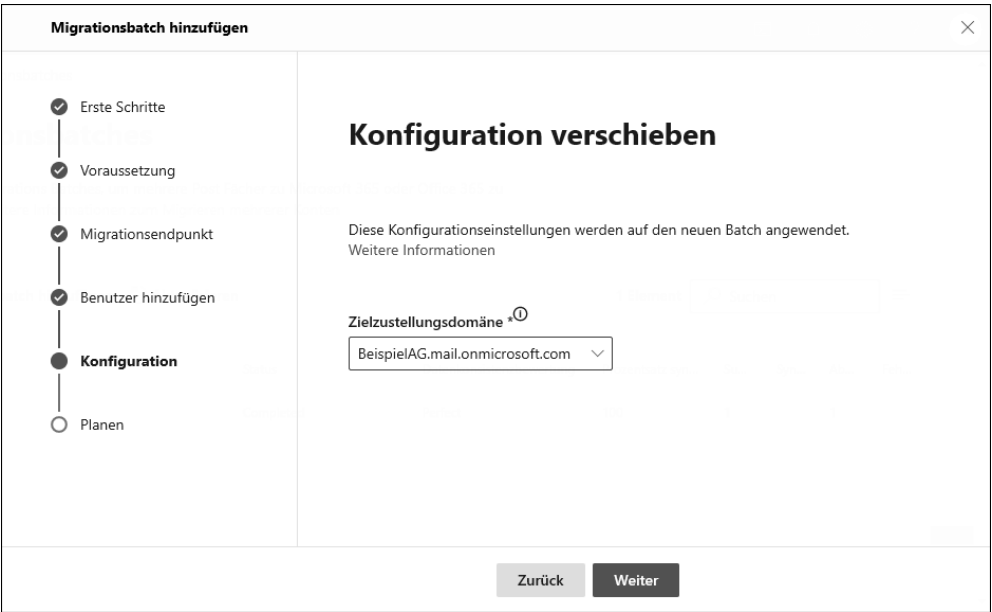 Migrationsbatch hinzufügen
Erste Schritte
Voraussetzung
Migrationsendpunkt
Benutzer hinzufügen
Konfiguration
Planen
Konfiguration verschieben
Diese Konfigurationseinstellungen werden auf den neuen Batch angewendet.
Weitere Informationen
Zielzustellungsdomäne *
BeispielAG.mail.onmicrosoft.com
Zurück
Weiter